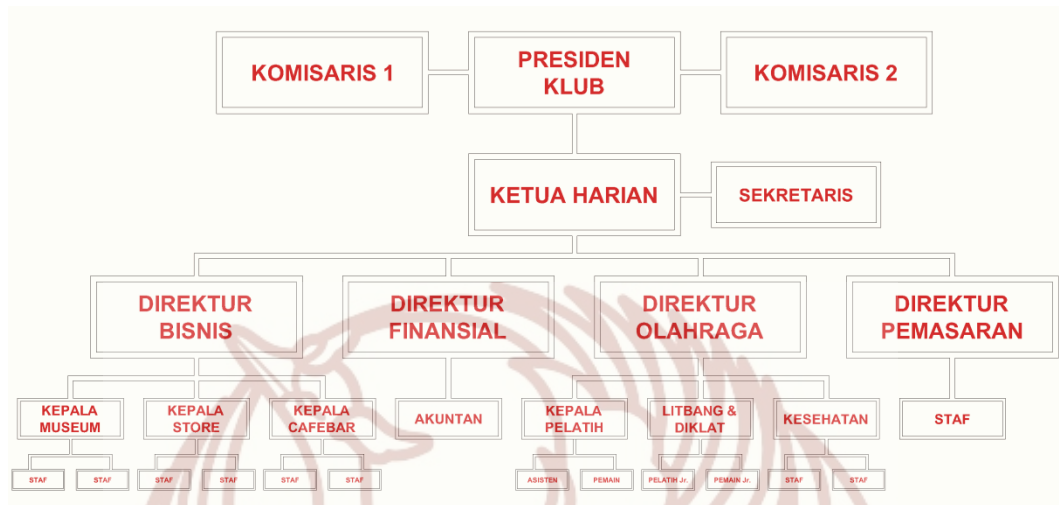 KOMISARIS 1
PRESIDEN
KLUB
KOMISARIS 2
KETUA HARIAN
SEKRETARIS
DIREKTUR
BISNIS
DIREKTUR
FINANSIAL
DIREKTUR
OLAHRAGA
DIREKTUR
PEMASARAN
KEPALA
MUSEUM
KEPALA
STORE
KEPALA
CAFEBAR
AKUNTAN
KEPALA
PELATIH
LITBANG &
DIKLAT
KESEHATAN
STAF
STAF
STAF
STAF
STAF
STAF
STAF
ASISTEN
PEMAIN
PELATIH Jr.
PEMAIN Jr.
STAF
STAF